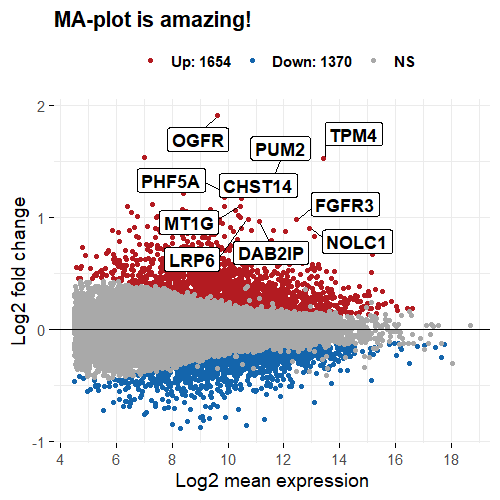 MA-plot is amazing!
Up: 1654 Down: 1370 NS
2
1
0
-1
Log2 fold change
OGFR
TPM4
PUM2
PHF5A
CHST14
FGFR3
MT1G
NOLC1
LRP6
DAB2IP
4 6 8 10 12 14 16 18
Log2 mean expression